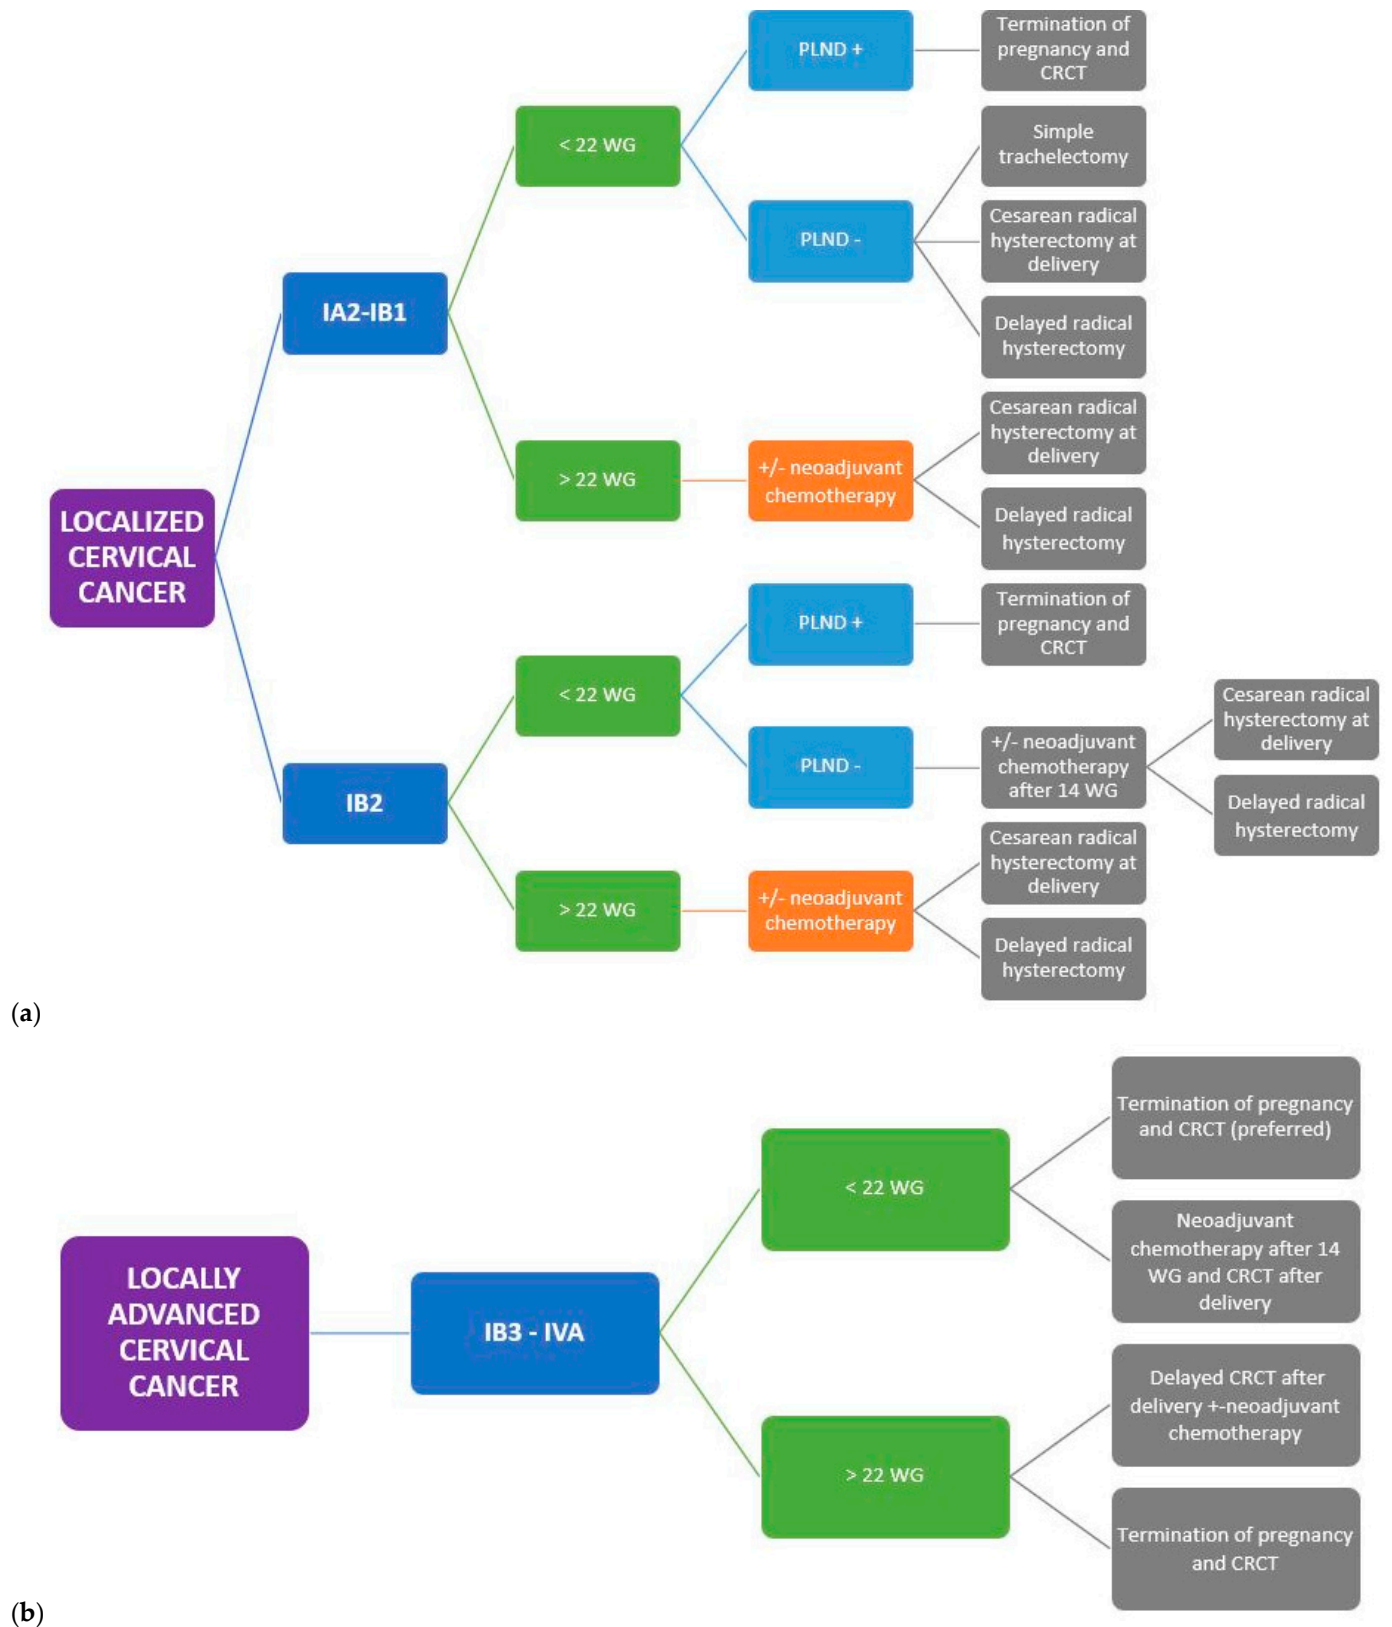 LOCALIZED
CERVICAL
CANCER
IA2-IB1
< 22 WG
PLND +
Termination of
pregnancy and
CRCT
PLND -
Simple
trachelectomy
Cesarean radical
hysterectomy at
delivery
Delayed radical
hysterectomy
> 22 WG
+/- neoadjuvant
chemotherapy
Cesarean radical
hysterectomy at
delivery
Delayed radical
hysterectomy
IB2
< 22 WG
PLND +
Termination of
pregnancy and
CRCT
PLND -
+/- neoadjuvant
chemotherapy
after 14 WG
Cesarean radical
hysterectomy at
delivery
Delayed radical
hysterectomy
> 22 WG
+/- neoadjuvant
chemotherapy
Cesarean radical
hysterectomy at
delivery
Delayed radical
hysterectomy
(a)
LOCALLY
ADVANCED
CERVICAL
CANCER
IB3 - IVA
< 22 WG
Termination of pregnancy
and CRCT (preferred)
Neoadjuvant
chemotherapy after 14
WG and CRCT after
delivery
> 22 WG
Delayed CRCT after
delivery +-neoadjuvant
chemotherapy
Termination of pregnancy
and CRCT
(b)